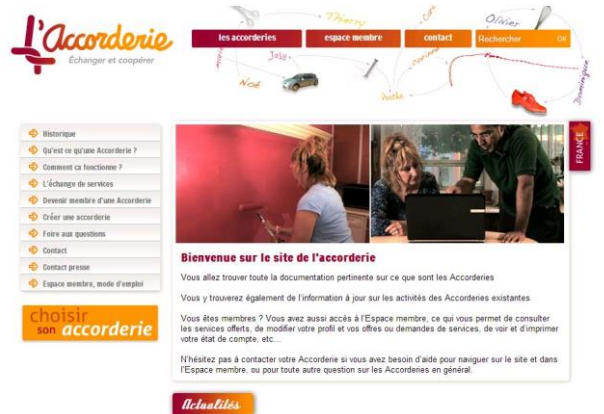 L'Accorderie
Échanger et coopérer
Thierry
Olivier
les accorderies
espace membre
contact
Rechercher
OK
Noé
Dominique
FRANCE
Historique
Qu'est ce qu'une Accorderie ?
Comment ca fonctionne ?
L'échange de services
Devenir membre d'une Accorderie
Créer une accorderie
Foire aux questions
Contact
Contact presse
Espace membre, mode d'emploi
choisir
son accorderie
Bienvenue sur le site de l'accorderie
Vous allez trouver toute la documentation pertinente sur ce que sont les Accorderies
Vous y trouverez également de l'information à jour sur les activités des Accorderies existantes.
Vous êtes membres ? Vous avez aussi accès à l'Espace membre, ce qui vous permet de consulter
les services offerts, de modifier votre profil et vos offres ou demandes de services, de voir et d'imprimer
votre état de compte, etc...
N'hésitez pas à contacter votre Accorderie si vous avez besoin d'aide pour naviguer sur le site et dans
l'Espace membre, ou pour toute autre question sur les Accorderies en général.
Actualités